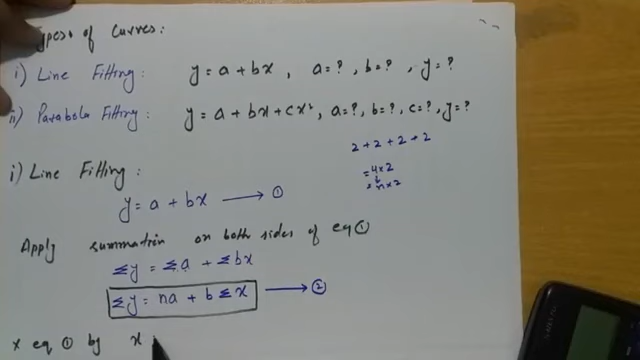 Types of Curves:
i) Line Fitting: y = a + bx, a=?, b=?, y=?
ii) Parabola Fitting: y = a + bx + cx², a=?, b=?, c=?, y=?
2 + 2 + 2 + 2
= 4 x 2
= n x 2
i) Line Fitting:
y = a + bx ⟶ ①
Apply summation on both sides of eq ①
Σy = Σa + Σbx
Σy = na + bΣx ⟶ ②
x eq ① by x